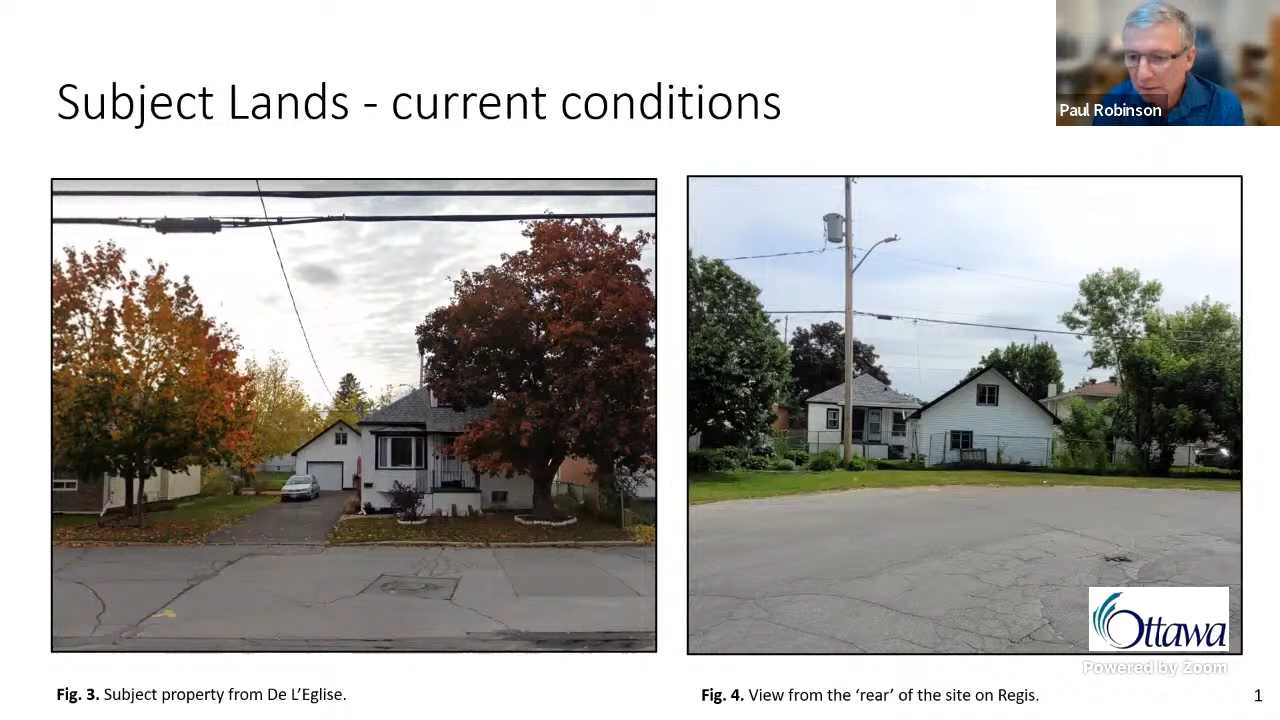 Subject Lands - current conditions
Paul Robinson
Ottawa
Powered by Zoom
Fig. 3. Subject property from De L’Eglise.
Fig. 4. View from the ‘rear’ of the site on Regis.
1